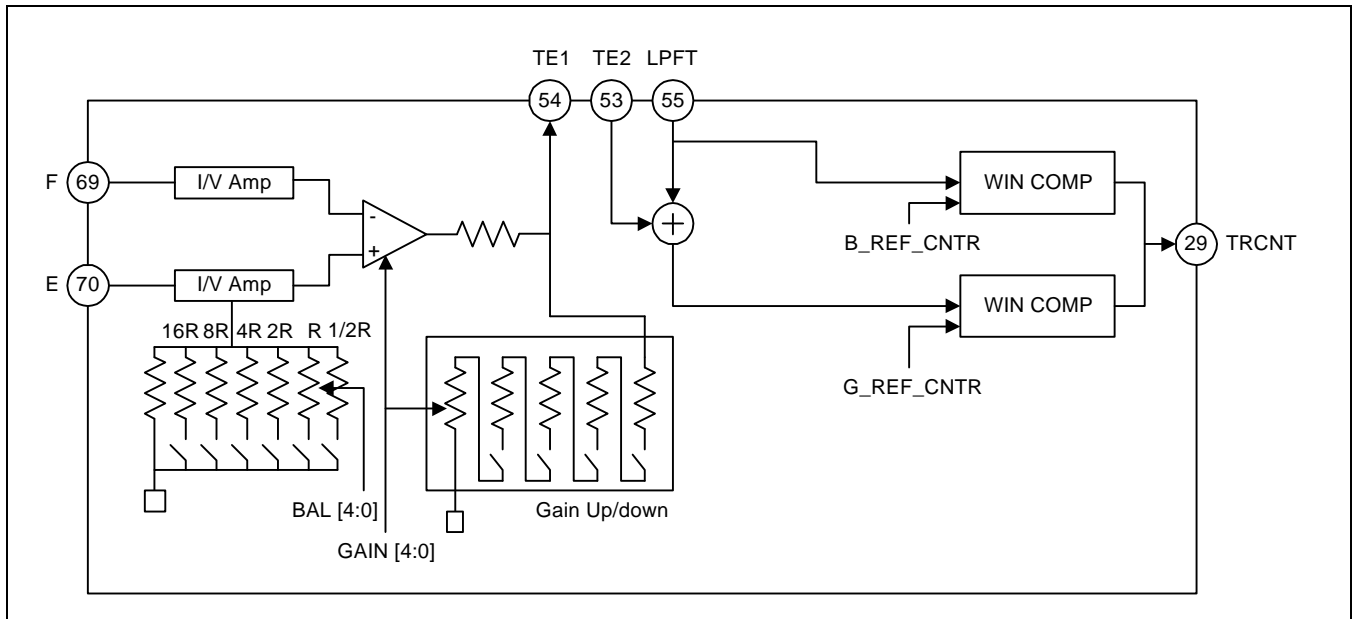 TE1 TE2 LPFT
54 53 55
F 69 I/V Amp
WIN COMP
-
+
B_REF_CNTR
29 TRCNT
E 70 I/V Amp
WIN COMP
16R 8R 4R 2R R 1/2R
G_REF_CNTR
BAL [4:0]
Gain Up/down
GAIN [4:0]